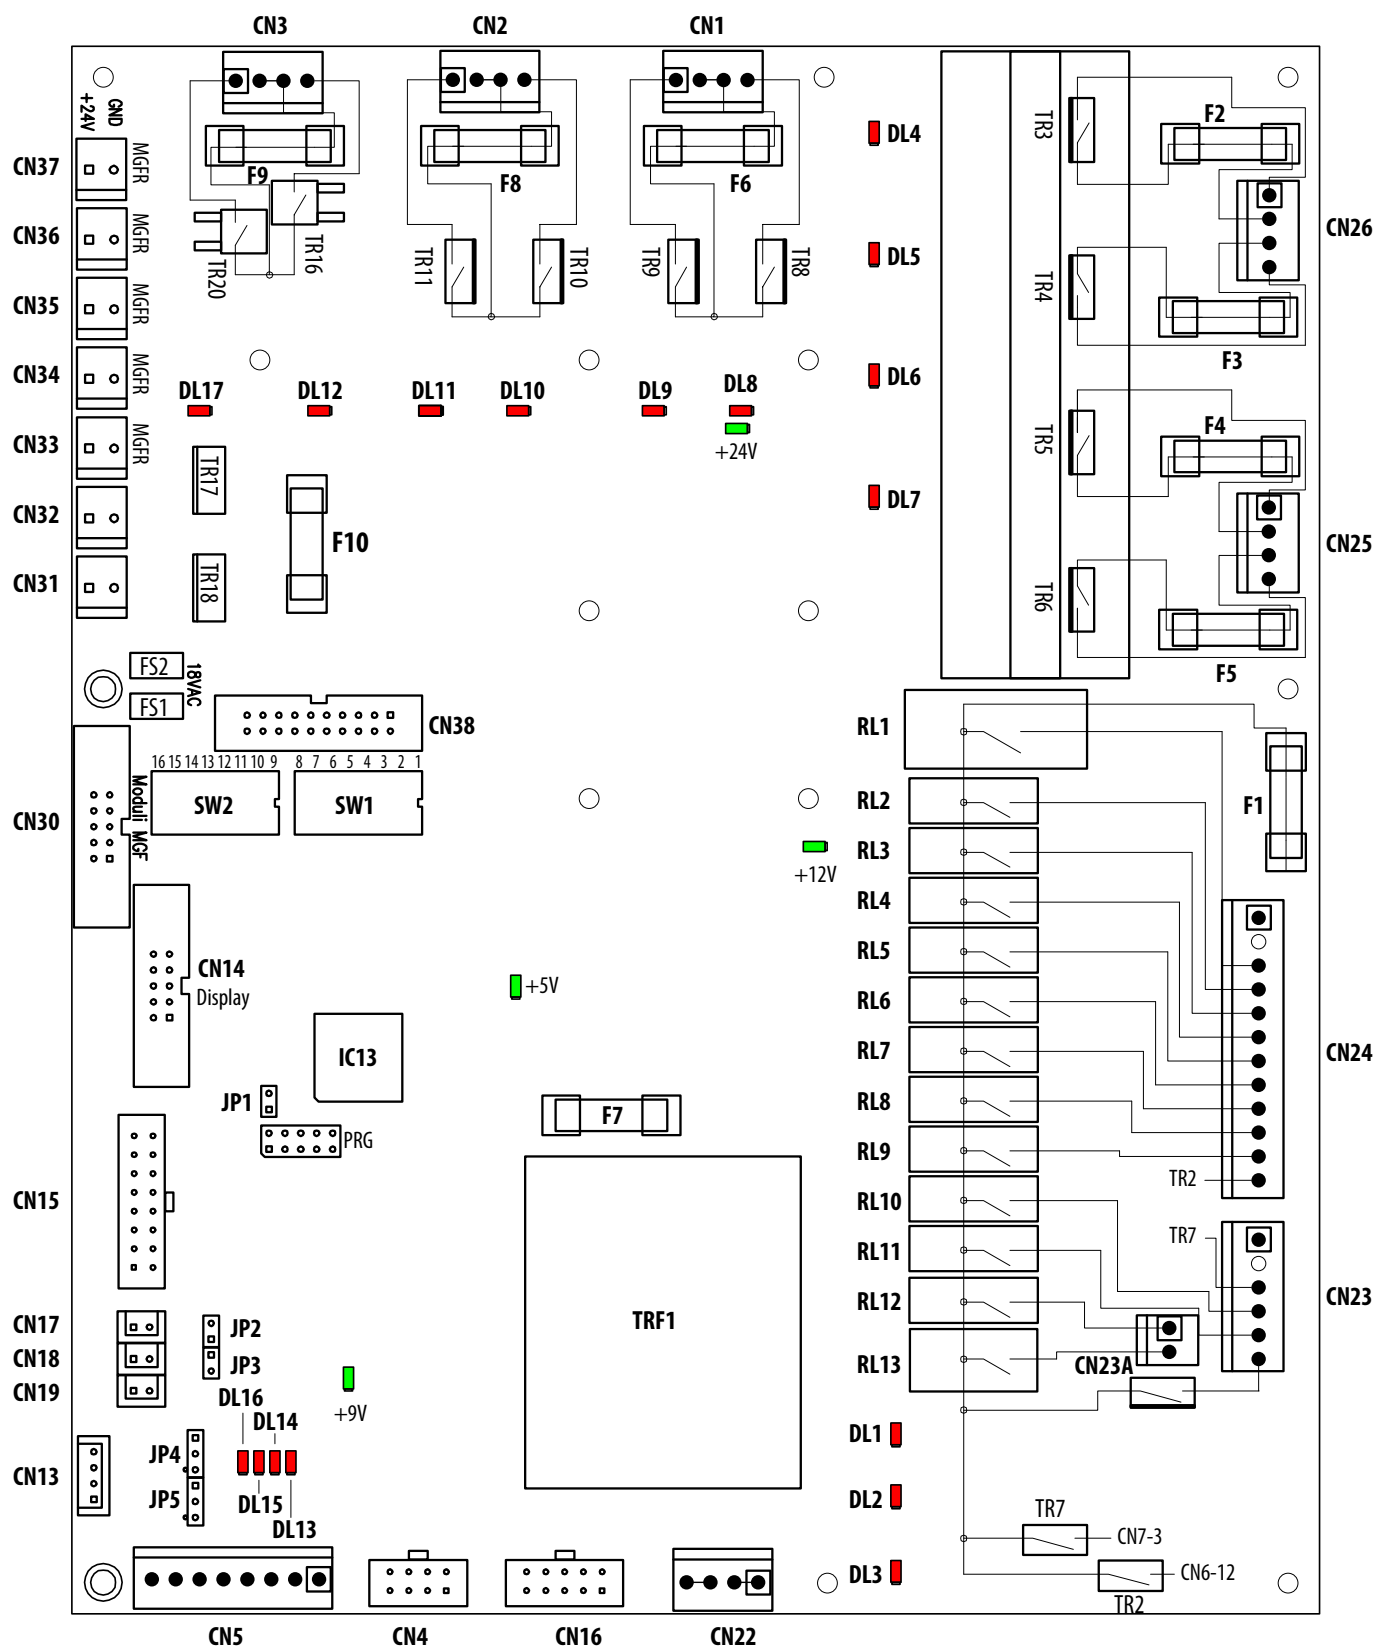 CN3 CN2 CN1
+24V GND
CN37 MGFR
CN36 MGFR
CN35 MGFR
CN34 MGFR
CN33 MGFR
CN32
CN31
F9 F8 F6
TR20 TR16 TR11 TR10 TR9 TR8
DL4
DL5
DL6
DL7
TR3 F2
CN26
TR4 F3
TR5 F4
CN25
TR6 F5
DL17 DL12 DL11 DL10 DL9 DL8
+24V
TR17
F10
TR18
FS2 18VAC
FS1
CN38
16 15 14 13 12 11 10 9 8 7 6 5 4 3 2 1
SW2 SW1
CN30 Moduli MGF
+12V
CN14
Display
+5V
IC13
JP1
PRG
F7
CN15
TRF1
CN17
CN18
CN19
JP2
JP3
+9V
DL16
DL14
DL15
DL13
CN13
JP4
JP5
RL1
F1
RL2
RL3
RL4
RL5
RL6
RL7
RL8
RL9
RL10
RL11
RL12
RL13
CN24
TR2
TR7
CN23
CN23A
DL1
DL2
DL3
TR7
CN7-3
CN6-12
TR2
CN5 CN4 CN16 CN22